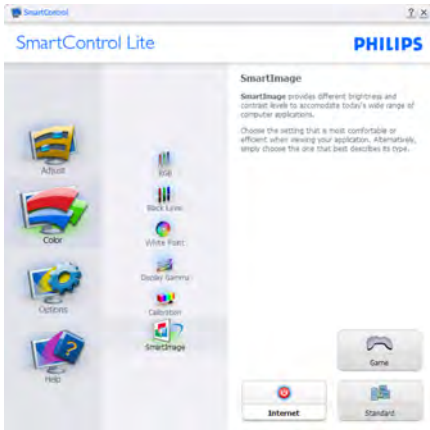 SmartControl
? X
SmartControl Lite
PHILIPS
SmartImage
SmartImage provides different brightness and
contrast levels to accomodate today's wide range of
computer applications.
Choose the setting that is most comfortable or
efficient when viewing your application. Alternatively,
simply choose the one that best describes its type.
Adjust
Color
Options
Help
RGB
Black Level
White Point
Display Gamma
Calibration
SmartImage
Game
Internet
Standard